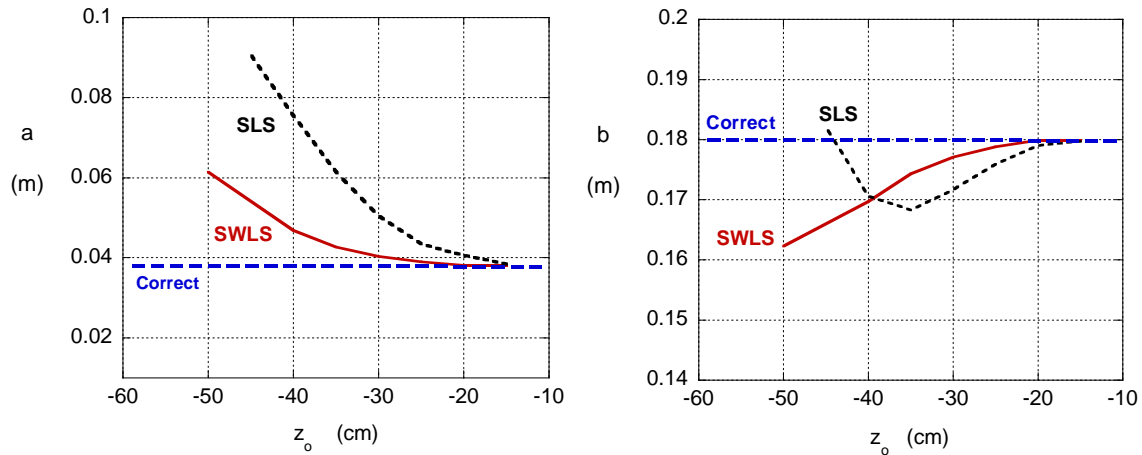 0.1
0.08
0.06
0.04
0.02
a
(m)
SLS
SWLS
Correct
-60 -50 -40 -30 -20 -10
z_o (cm)
0.2
0.19
0.18
0.17
0.16
0.15
0.14
b
(m)
Correct
SLS
SWLS
-60 -50 -40 -30 -20 -10
z_o (cm)